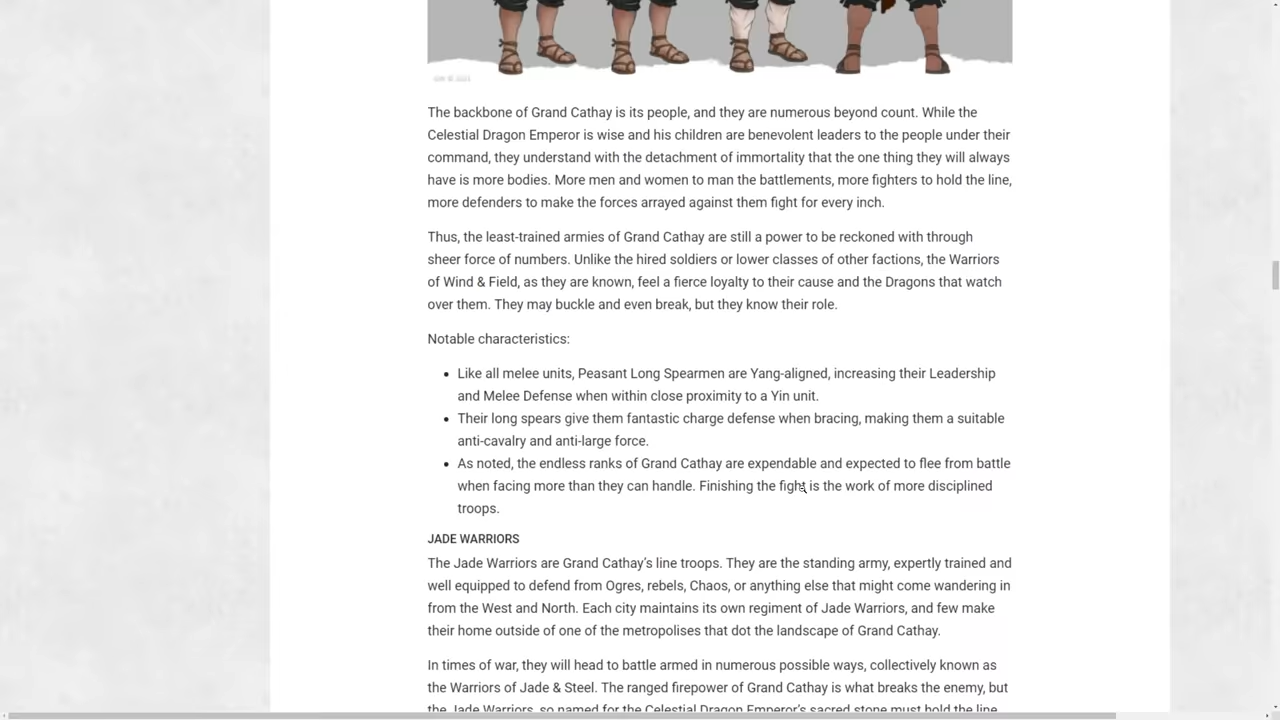 The backbone of Grand Cathay is its people, and they are numerous beyond count. While the
Celestial Dragon Emperor is wise and his children are benevolent leaders to the people under their
command, they understand with the detachment of immortality that the one thing they will always
have is more bodies. More men and women to man the battlements, more fighters to hold the line,
more defenders to make the forces arrayed against them fight for every inch.
Thus, the least-trained armies of Grand Cathay are still a power to be reckoned with through
sheer force of numbers. Unlike the hired soldiers or lower classes of other factions, the Warriors
of Wind & Field, as they are known, feel a fierce loyalty to their cause and the Dragons that watch
over them. They may buckle and even break, but they know their role.
Notable characteristics:
• Like all melee units, Peasant Long Spearmen are Yang-aligned, increasing their Leadership
and Melee Defense when within close proximity to a Yin unit.
• Their long spears give them fantastic charge defense when bracing, making them a suitable
anti-cavalry and anti-large force.
• As noted, the endless ranks of Grand Cathay are expendable and expected to flee from battle
when facing more than they can handle. Finishing the fight is the work of more disciplined
troops.
JADE WARRIORS
The Jade Warriors are Grand Cathay’s line troops. They are the standing army, expertly trained and
well equipped to defend from Ogres, rebels, Chaos, or anything else that might come wandering in
from the West and North. Each city maintains its own regiment of Jade Warriors, and few make
their home outside of one of the metropolises that dot the landscape of Grand Cathay.
In times of war, they will head to battle armed in numerous possible ways, collectively known as
the Warriors of Jade & Steel. The ranged firepower of Grand Cathay is what breaks the enemy, but
the Jade Warriors, so named for the Celestial Dragon Emperor’s sacred stone must hold the line